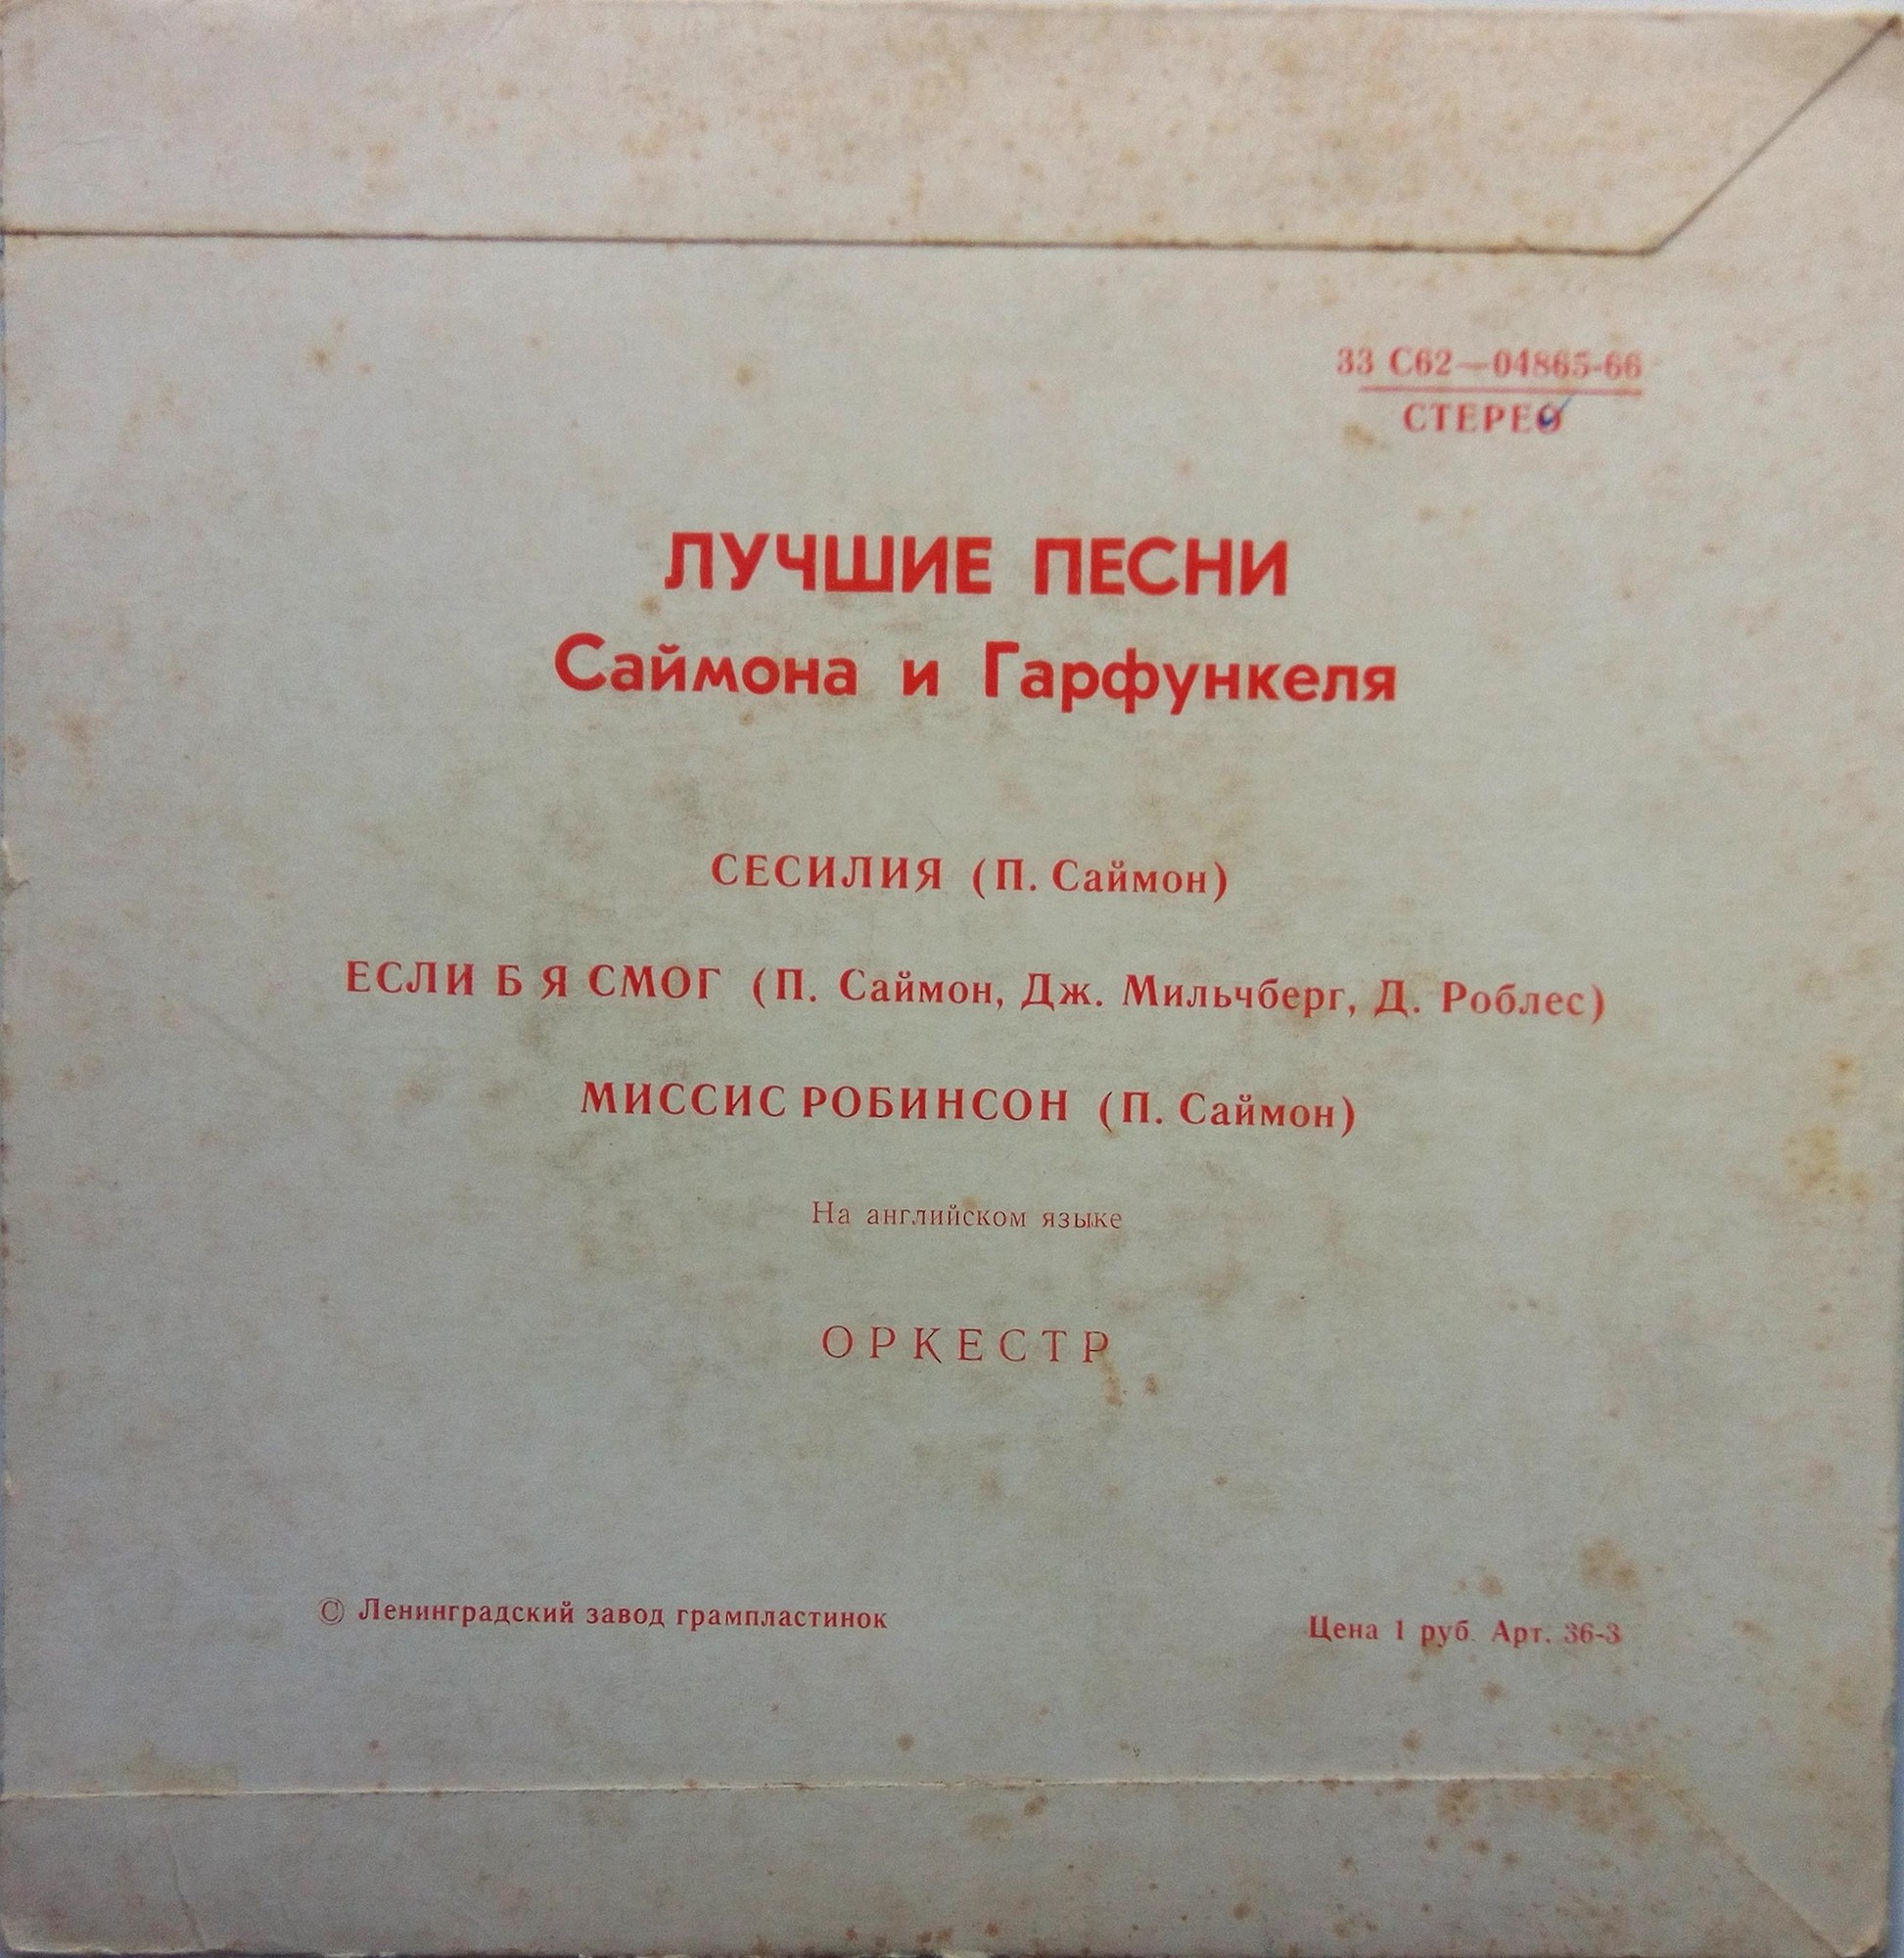 33 С62—04865-66
СТЕРЕО
ЛУЧШИЕ ПЕСНИ
Саймона и Гарфункеля
СЕСИЛИЯ (П. Саймон)
ЕСЛИ Б Я СМОГ (П. Саймон, Дж. Мильчберг, Д. Роблес)
МИССИС РОБИНСОН (П. Саймон)
На английском языке
ОРКЕСТР
© Ленинградский завод грампластинок
Цена 1 руб. Арт. 36-3